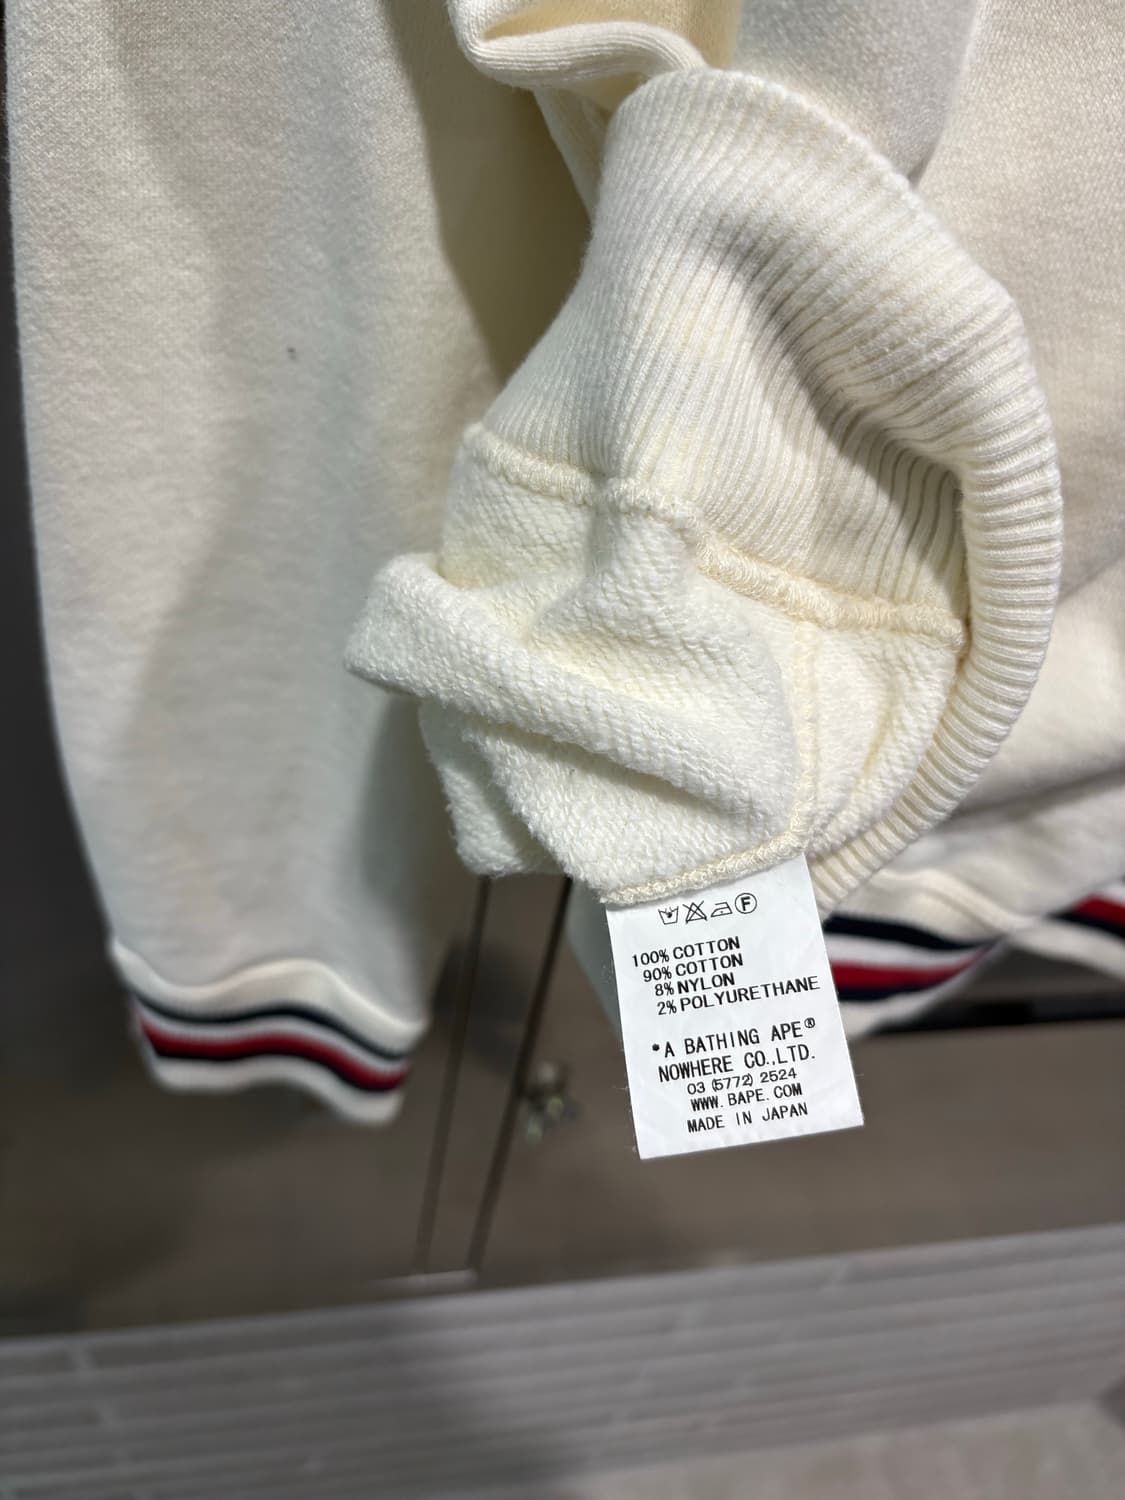 F
100% COTTON
90% COTTON
8% NYLON
2% POLYURETHANE
*A BATHING APE®
NOWHERE CO.,LTD.
03 (5772) 2524
WWW.BAPE.COM
MADE IN JAPAN